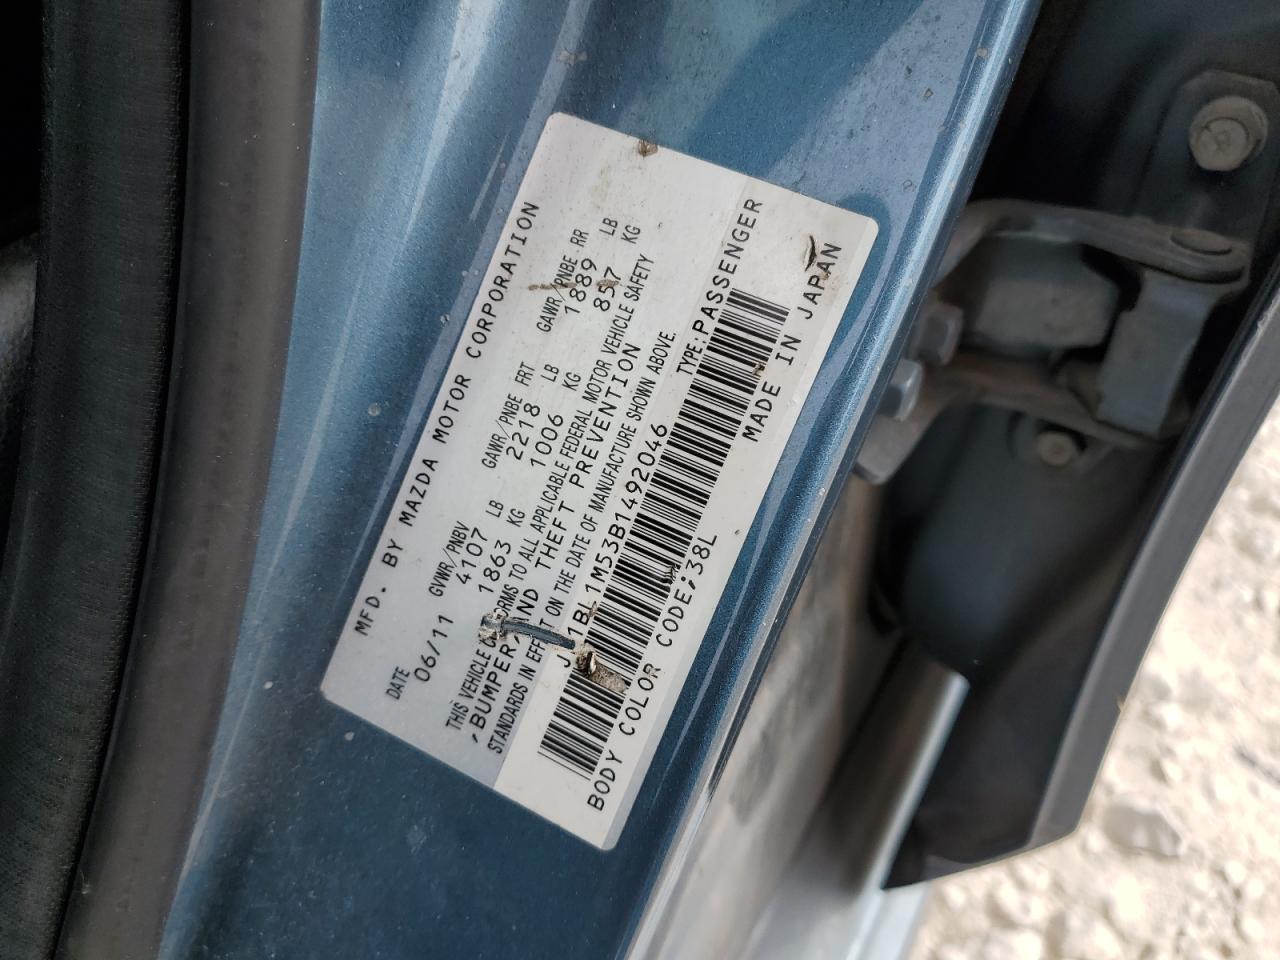 MFD. BY MAZDA MOTOR CORPORATION
DATE GVWR/PNBV GAWR/PNBE FRT GAWR/PNBE RR
06/11 4107 LB 2218 LB 1889 LB
1863 KG 1006 KG 857 KG
THIS VEHICLE TO ALL APPLICABLE FEDERAL MOTOR VEHICLE SAFETY
, BUMPER, AND THEFT PREVENTION
STANDARDS IN EFFECT ON THE DATE OF MANUFACTURE SHOWN ABOVE.
1BL1M53B1492046 TYPE:PASSENGER
BODY COLOR CODE;38L MADE IN JAPAN